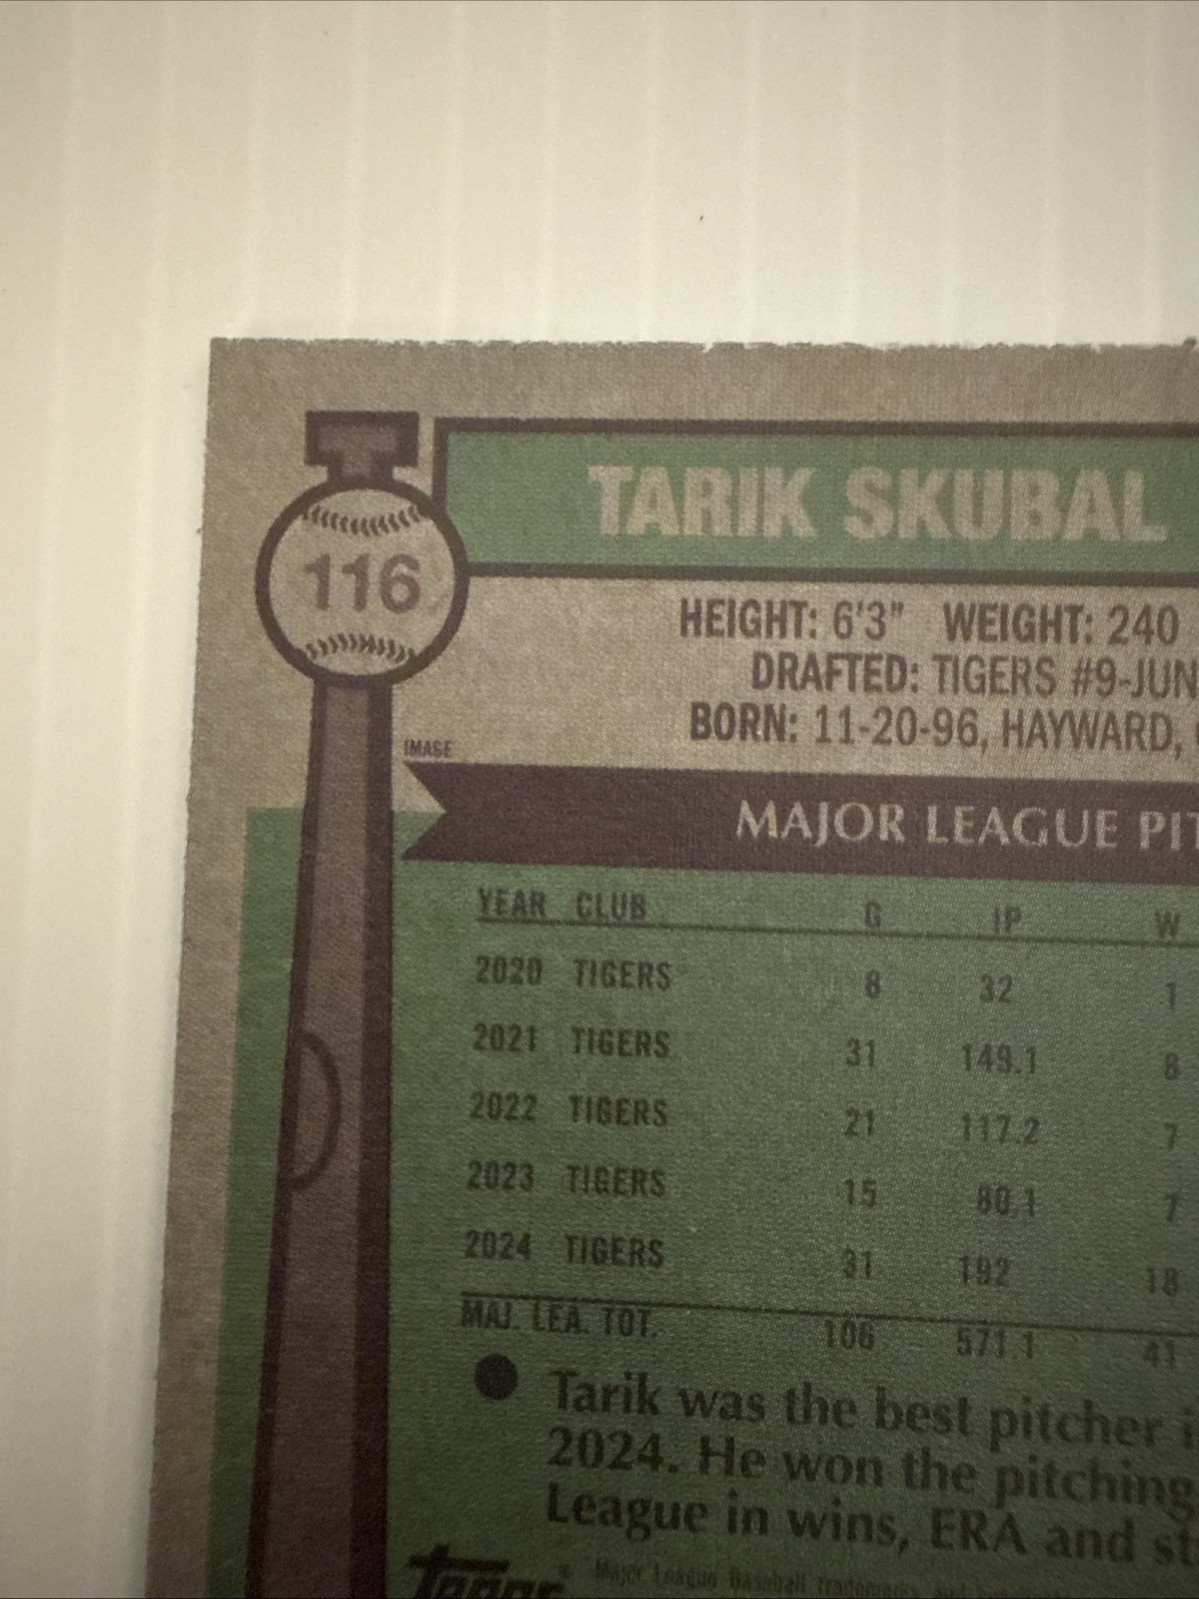 TARIK SKUBAL
116
HEIGHT: 6'3" WEIGHT: 240
DRAFTED: TIGERS #9-JUN
BORN: 11-20-96, HAYWARD,
IMAGE
MAJOR LEAGUE PIT
YEAR CLUB G IP W
2020 TIGERS 8 32 1
2021 TIGERS 31 149.1 8
2022 TIGERS 21 117.2 7
2023 TIGERS 15 80.1 7
2024 TIGERS 31 192 18
MAJ. LEA. TOT. 106 571.1 41
● Tarik was the best pitcher i
2024. He won the pitching
League in wins, ERA and st
Topps * Major League Baseball trademarks and